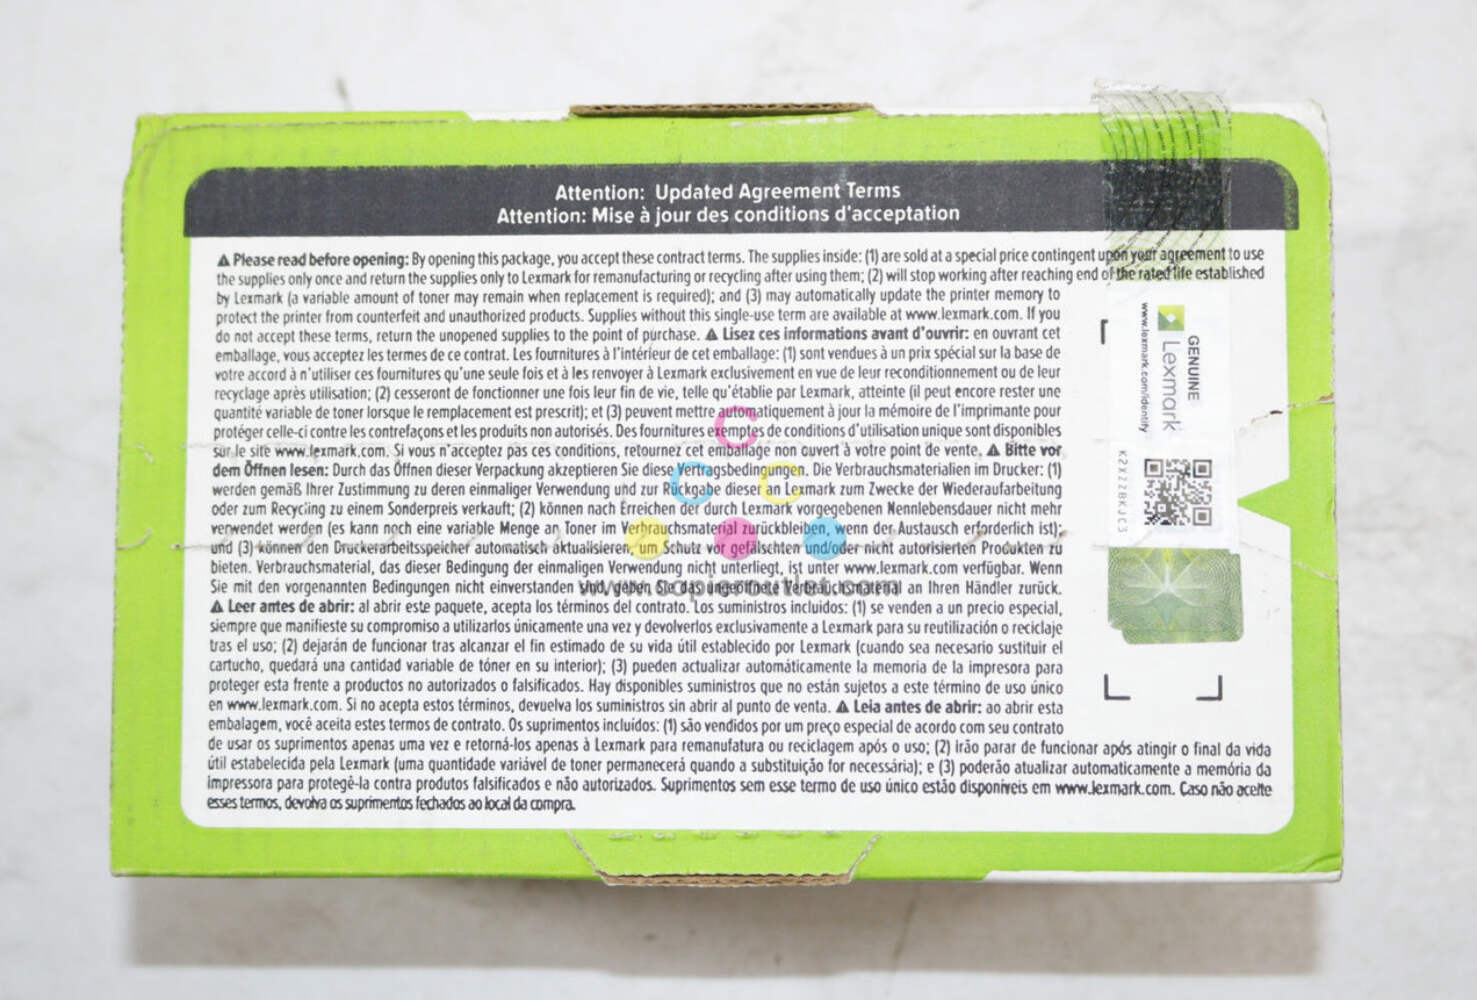 Attention: Updated Agreement Terms
Attention: Mise à jour des conditions d'acceptation
⚠ Please read before opening: By opening this package, you accept these contract terms. The supplies inside: (1) are sold at a special price contingent upon your agreement to use
the supplies only once and return the supplies only to Lexmark for remanufacturing or recycling after using them; (2) will stop working after reaching end of the rated life established
by Lexmark (a variable amount of toner may remain when replacement is required); and (3) may automatically update the printer memory to
protect the printer from counterfeit and unauthorized products. Supplies without this single-use term are available at www.lexmark.com. If you
do not accept these terms, return the unopened supplies to the point of purchase. ⚠ Lisez ces informations avant d'ouvrir: en ouvrant cet
emballage, vous acceptez les termes de ce contrat. Les fournitures à l'intérieur de cet emballage: (1) sont vendues à un prix spécial sur la base de
votre accord à n'utiliser ces fournitures qu'une seule fois et à les renvoyer à Lexmark exclusivement en vue de leur reconditionnement ou de leur
recyclage après utilisation; (2) cesseront de fonctionner une fois leur fin de vie, telle qu'établie par Lexmark, atteinte (il peut encore rester une
quantité variable de toner lorsque le remplacement est prescrit); et (3) peuvent mettre automatiquement à jour la mémoire de l'imprimante pour
protéger celle-ci contre les contrefaçons et les produits non autorisés. Des fournitures exemptes de conditions d'utilisation unique sont disponibles
sur le site www.lexmark.com. Si vous n'acceptez pas ces conditions, retournez cet emballage non ouvert à votre point de vente. ⚠ Bitte vor
dem Öffnen lesen: Durch das Öffnen dieser Verpackung akzeptieren Sie diese Vertragsbedingungen. Die Verbrauchsmaterialien im Drucker: (1)
werden gemäß Ihrer Zustimmung zu deren einmaliger Verwendung und zur Rückgabe dieser an Lexmark zum Zwecke der Wiederaufarbeitung
oder zum Recycling zu einem Sonderpreis verkauft; (2) können nach Erreichen der durch Lexmark vorgegebenen Nennlebensdauer nicht mehr
verwendet werden (es kann noch eine variable Menge an Toner im Verbrauchsmaterial zurückbleiben, wenn der Austausch erforderlich ist);
und (3) können den Druckerarbeitsspeicher automatisch aktualisieren, um Schutz vor gefälschten und/oder nicht autorisierten Produkten zu
bieten. Verbrauchsmaterial, das dieser Bedingung der einmaligen Verwendung nicht unterliegt, ist unter www.lexmark.com verfügbar. Wenn
Sie mit den vorgenannten Bedingungen nicht einverstanden sind, geben Sie das ungeöffnete Verbrauchsmaterial an Ihren Händler zurück.
⚠ Leer antes de abrir: al abrir este paquete, acepta los términos del contrato. Los suministros incluidos: (1) se venden a un precio especial,
siempre que manifieste su compromiso a utilizarlos únicamente una vez y devolverlos exclusivamente a Lexmark para su reutilización o reciclaje
tras el uso; (2) dejarán de funcionar tras alcanzar el fin estimado de su vida útil establecido por Lexmark (cuando sea necesario sustituir el
cartucho, quedará una cantidad variable de tóner en su interior); (3) pueden actualizar automáticamente la memoria de la impresora para
proteger esta frente a productos no autorizados o falsificados. Hay disponibles suministros que no están sujetos a este término de uso único
en www.lexmark.com. Si no acepta estos términos, devuelva los suministros sin abrir al punto de venta. ⚠ Leia antes de abrir: ao abrir esta
embalagem, você aceita estes termos de contrato. Os suprimentos incluídos: (1) são vendidos por um preço especial de acordo com seu contrato
de usar os suprimentos apenas uma vez e retorná-los apenas à Lexmark para remanufatura ou reciclagem após o uso; (2) irão parar de funcionar após atingir o final da vida
útil estabelecida pela Lexmark (uma quantidade variável de toner permanecerá quando a substituição for necessária); e (3) poderão atualizar automaticamente a memória da
impressora para protegê-la contra produtos falsificados e não autorizados. Suprimentos sem esse termo de uso único estão disponíveis em www.lexmark.com. Caso não aceite
esses termos, devolva os suprimentos fechados ao local da compra.
GENUINE
Lexmark
www.lexmark.com/identify
K2XZZBKJC3
www.copieroutlet.com